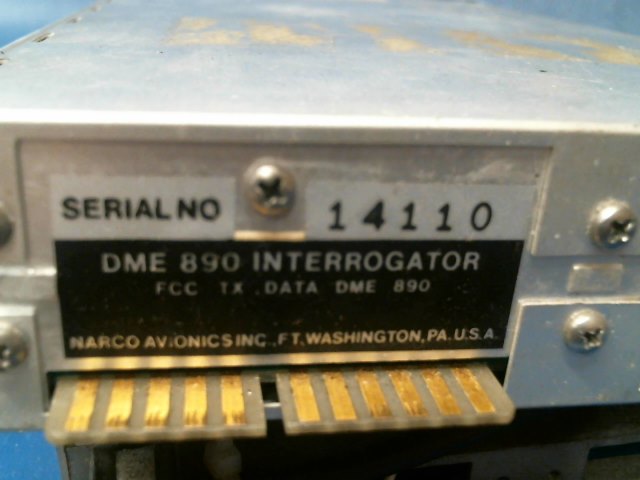 SERIAL NO 14110
DME 890 INTERROGATOR
FCC TX DATA DME 890
NARCO AVIONICS INC., FT. WASHINGTON, PA. U.S.A.